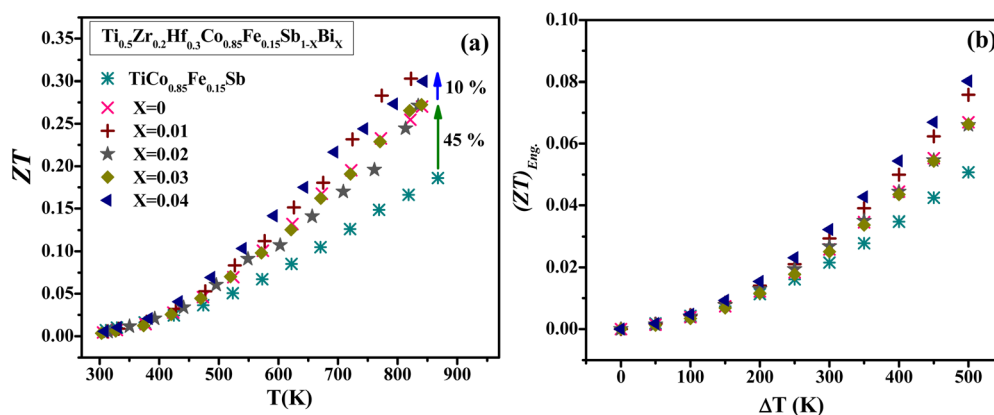 Ti0.5Zr0.2Hf0.3Co0.85Fe0.15Sb1-XBiX
(a)
TiCo0.85Fe0.15Sb
X=0
X=0.01
X=0.02
X=0.03
X=0.04
10 %
45 %
ZT
0.35
0.30
0.25
0.20
0.15
0.10
0.05
0.00
300 400 500 600 700 800 900
T(K)
(b)
(ZT)Eng.
0.10
0.08
0.06
0.04
0.02
0.00
0 100 200 300 400 500
ΔT (K)